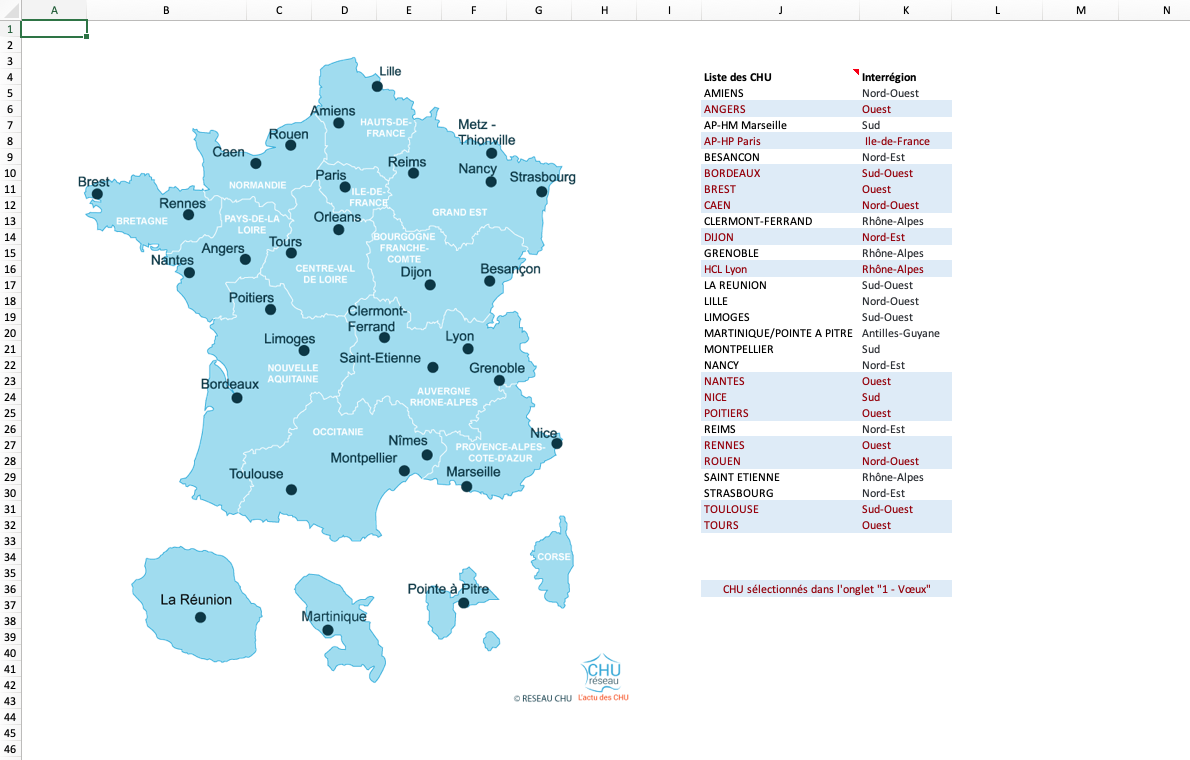 A B C D E F G H I J K L M N
1
2
3
4
5
6
7
8
9
10
11
12
13
14
15
16
17
18
19
20
21
22
23
24
25
26
27
28
29
30
31
32
33
34
35
36
37
38
39
40
41
42
43
44
45
46
Lille
Amiens
HAUTS-DE-
FRANCE
Rouen
Metz -
Thionville
Caen
Reims
Nancy
Paris
Strasbourg
Brest
NORMANDIE
ILE-DE-
FRANCE
Rennes
BRETAGNE
PAYS-DE-LA
LOIRE
Orleans
GRAND EST
Angers
Tours
BOURGOGNE
FRANCHE-
COMTE
Nantes
CENTRE-VAL
DE LOIRE
Dijon
Besançon
Poitiers
Clermont-
Ferrand
Limoges
Lyon
Saint-Etienne
Grenoble
NOUVELLE
AQUITAINE
Bordeaux
AUVERGNE
RHONE-ALPES
OCCITANIE
Nîmes
Nice
PROVENCE-ALPES-
COTE-D'AZUR
Montpellier
Marseille
Toulouse
CORSE
La Réunion
Martinique
Pointe à Pitre
CHU
réseau
© RESEAU CHU L'actu des CHU
Liste des CHU Interrégion
AMIENS Nord-Ouest
ANGERS Ouest
AP-HM Marseille Sud
AP-HP Paris Ile-de-France
BESANCON Nord-Est
BORDEAUX Sud-Ouest
BREST Ouest
CAEN Nord-Ouest
CLERMONT-FERRAND Rhône-Alpes
DIJON Nord-Est
GRENOBLE Rhône-Alpes
HCL Lyon Rhône-Alpes
LA REUNION Sud-Ouest
LILLE Nord-Ouest
LIMOGES Sud-Ouest
MARTINIQUE/POINTE A PITRE Antilles-Guyane
MONTPELLIER Sud
NANCY Nord-Est
NANTES Ouest
NICE Sud
POITIERS Ouest
REIMS Nord-Est
RENNES Ouest
ROUEN Nord-Ouest
SAINT ETIENNE Rhône-Alpes
STRASBOURG Nord-Est
TOULOUSE Sud-Ouest
TOURS Ouest
CHU sélectionnés dans l'onglet "1 - Vœux"